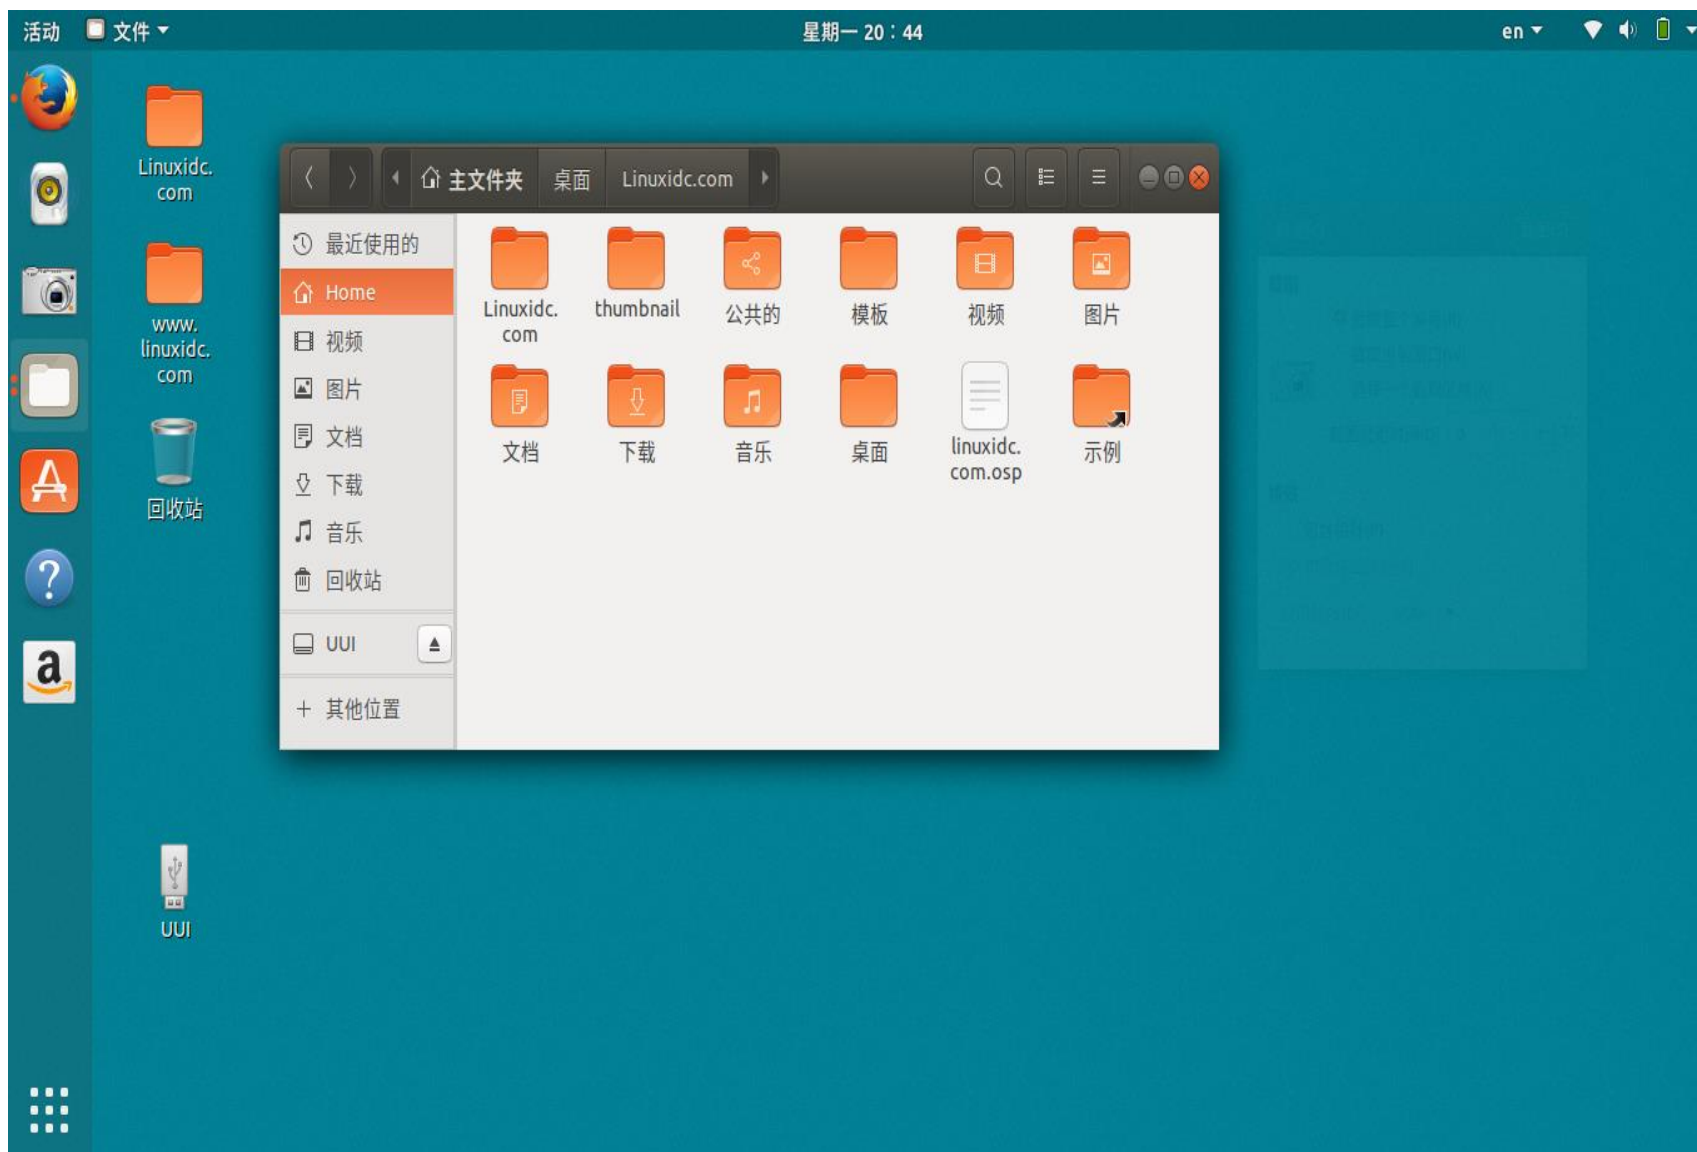 活动 文件 星期一 20：44 en
Linuxidc.
com
www.
linuxidc.
com
回收站
UUI
主文件夹 桌面 Linuxidc.com
最近使用的
Home
视频
图片
文档
下载
音乐
回收站
UUI
其他位置
Linuxidc.
com
thumbnail
公共的
模板
视频
图片
文档
下载
音乐
桌面
linuxidc.
com.osp
示例